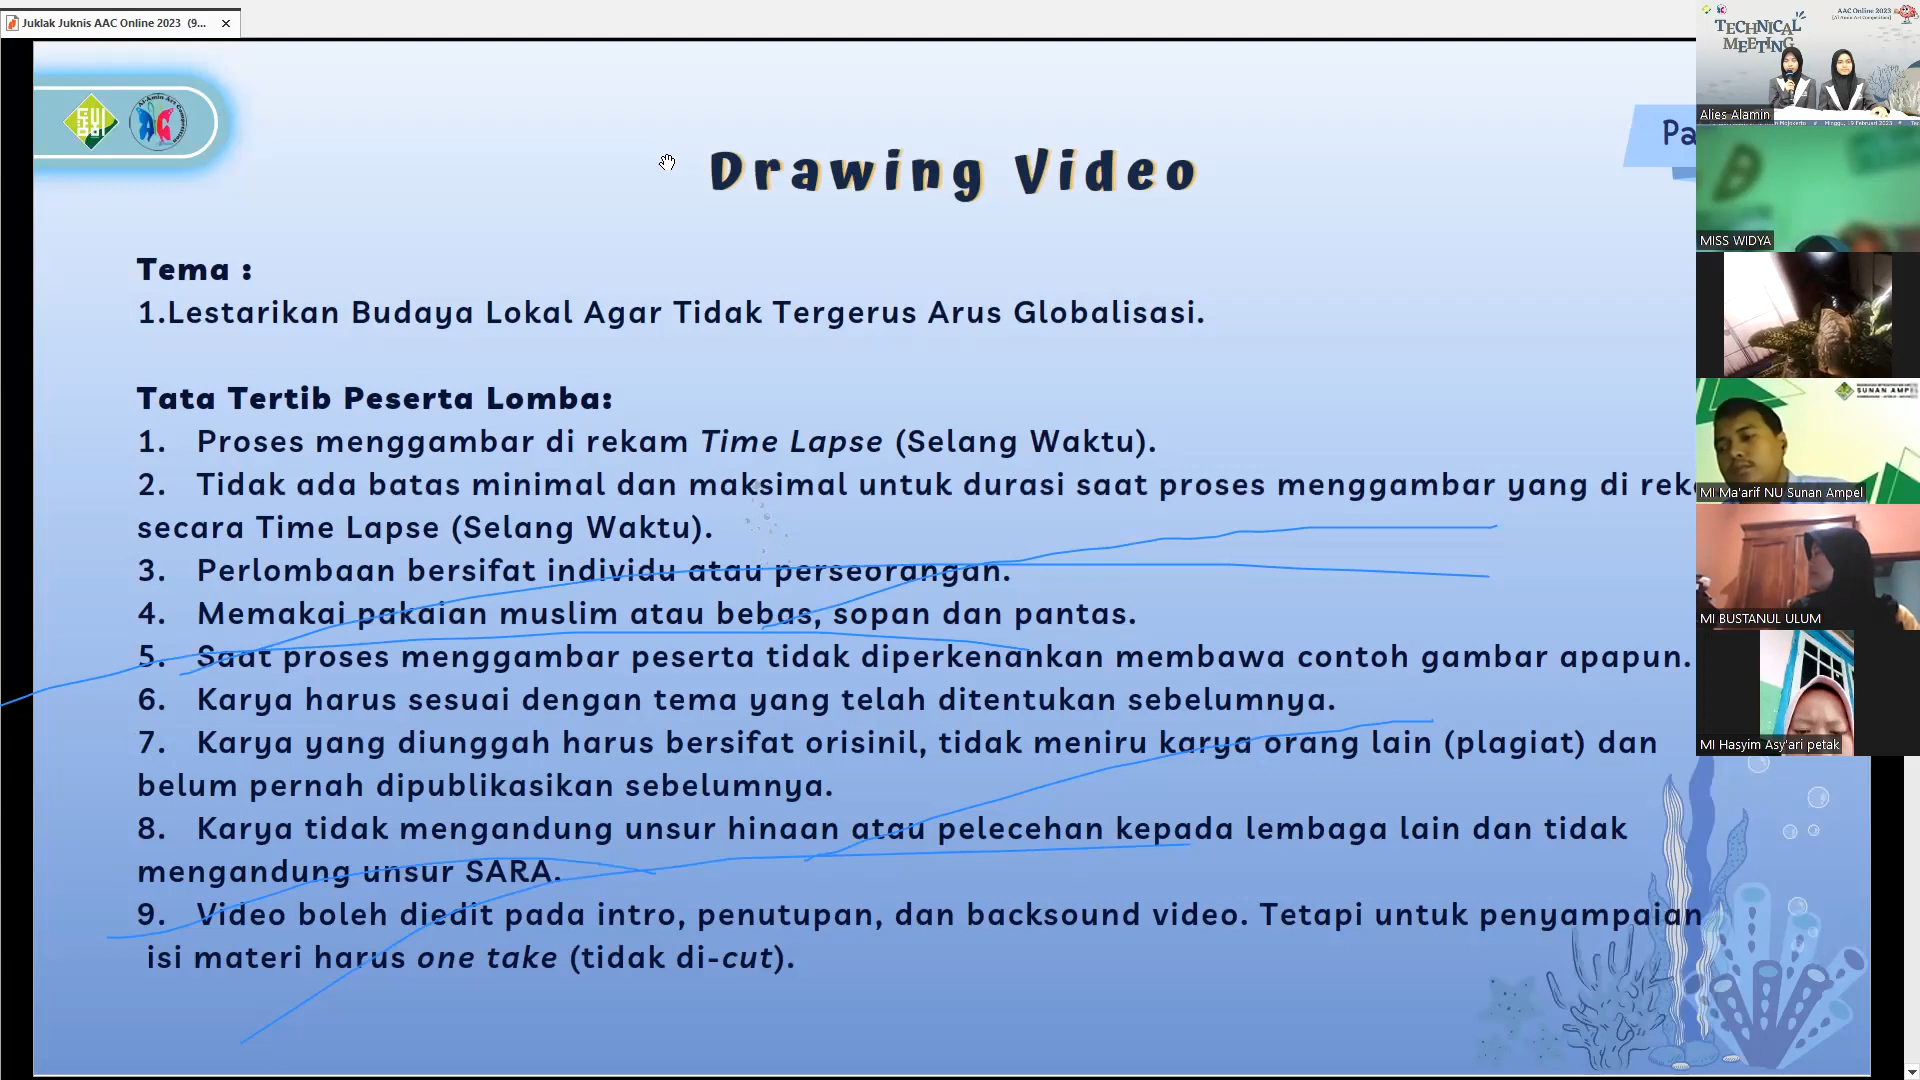 Juklak Juknis AAC Online 2023 (9...
AAC Online 2023
TECHNICAL
MEETING
Alies Alamin
Drawing Video
Pa
MISS WIDYA
Tema :
1.Lestarikan Budaya Lokal Agar Tidak Tergerus Arus Globalisasi.
Tata Tertib Peserta Lomba:
1. Proses menggambar di rekam Time Lapse (Selang Waktu).
2. Tidak ada batas minimal dan maksimal untuk durasi saat proses menggambar yang di rek
secara Time Lapse (Selang Waktu).
3. Perlombaan bersifat individu atau perseorangan.
4. Memakai pakaian muslim atau bebas, sopan dan pantas.
5. Saat proses menggambar peserta tidak diperkenankan membawa contoh gambar apapun.
6. Karya harus sesuai dengan tema yang telah ditentukan sebelumnya.
7. Karya yang diunggah harus bersifat orisinil, tidak meniru karya orang lain (plagiat) dan
belum pernah dipublikasikan sebelumnya.
8. Karya tidak mengandung unsur hinaan atau pelecehan kepada lembaga lain dan tidak
mengandung unsur SARA.
9. Video boleh diedit pada intro, penutupan, dan backsound video. Tetapi untuk penyampaian
isi materi harus one take (tidak di-cut).
SUNAN AMPEL
MI Ma'arif NU Sunan Ampel
MI BUSTANUL ULUM
MI Hasyim Asy'ari petak